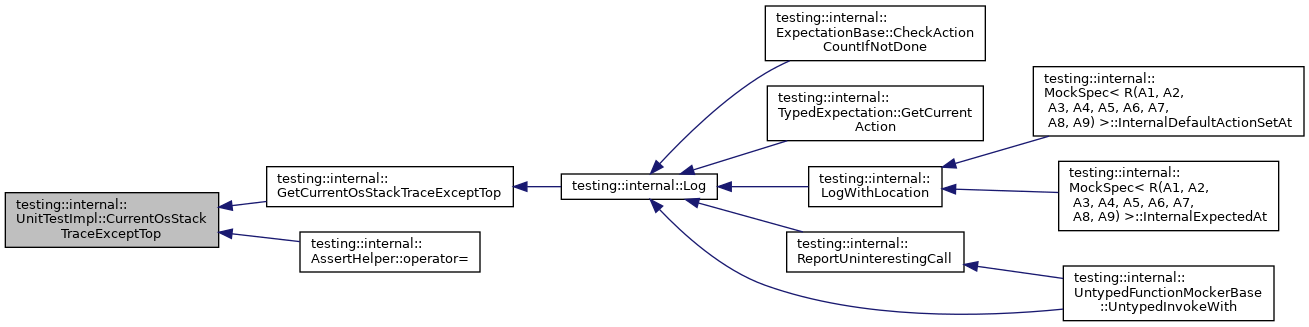 testing::internal::
UnitTestImpl::CurrentOsStack
TraceExceptTop
testing::internal::
GetCurrentOsStackTraceExceptTop
testing::internal::
AssertHelper::operator=
testing::internal::Log
testing::internal::
ExpectationBase::CheckAction
CountIfNotDone
testing::internal::
TypedExpectation::GetCurrent
Action
testing::internal::
LogWithLocation
testing::internal::
ReportUninterestingCall
testing::internal::
MockSpec< R(A1, A2,
A3, A4, A5, A6, A7,
A8, A9) >::InternalDefaultActionSetAt
testing::internal::
MockSpec< R(A1, A2,
A3, A4, A5, A6, A7,
A8, A9) >::InternalExpectedAt
testing::internal::
UntypedFunctionMockerBase
::UntypedInvokeWith